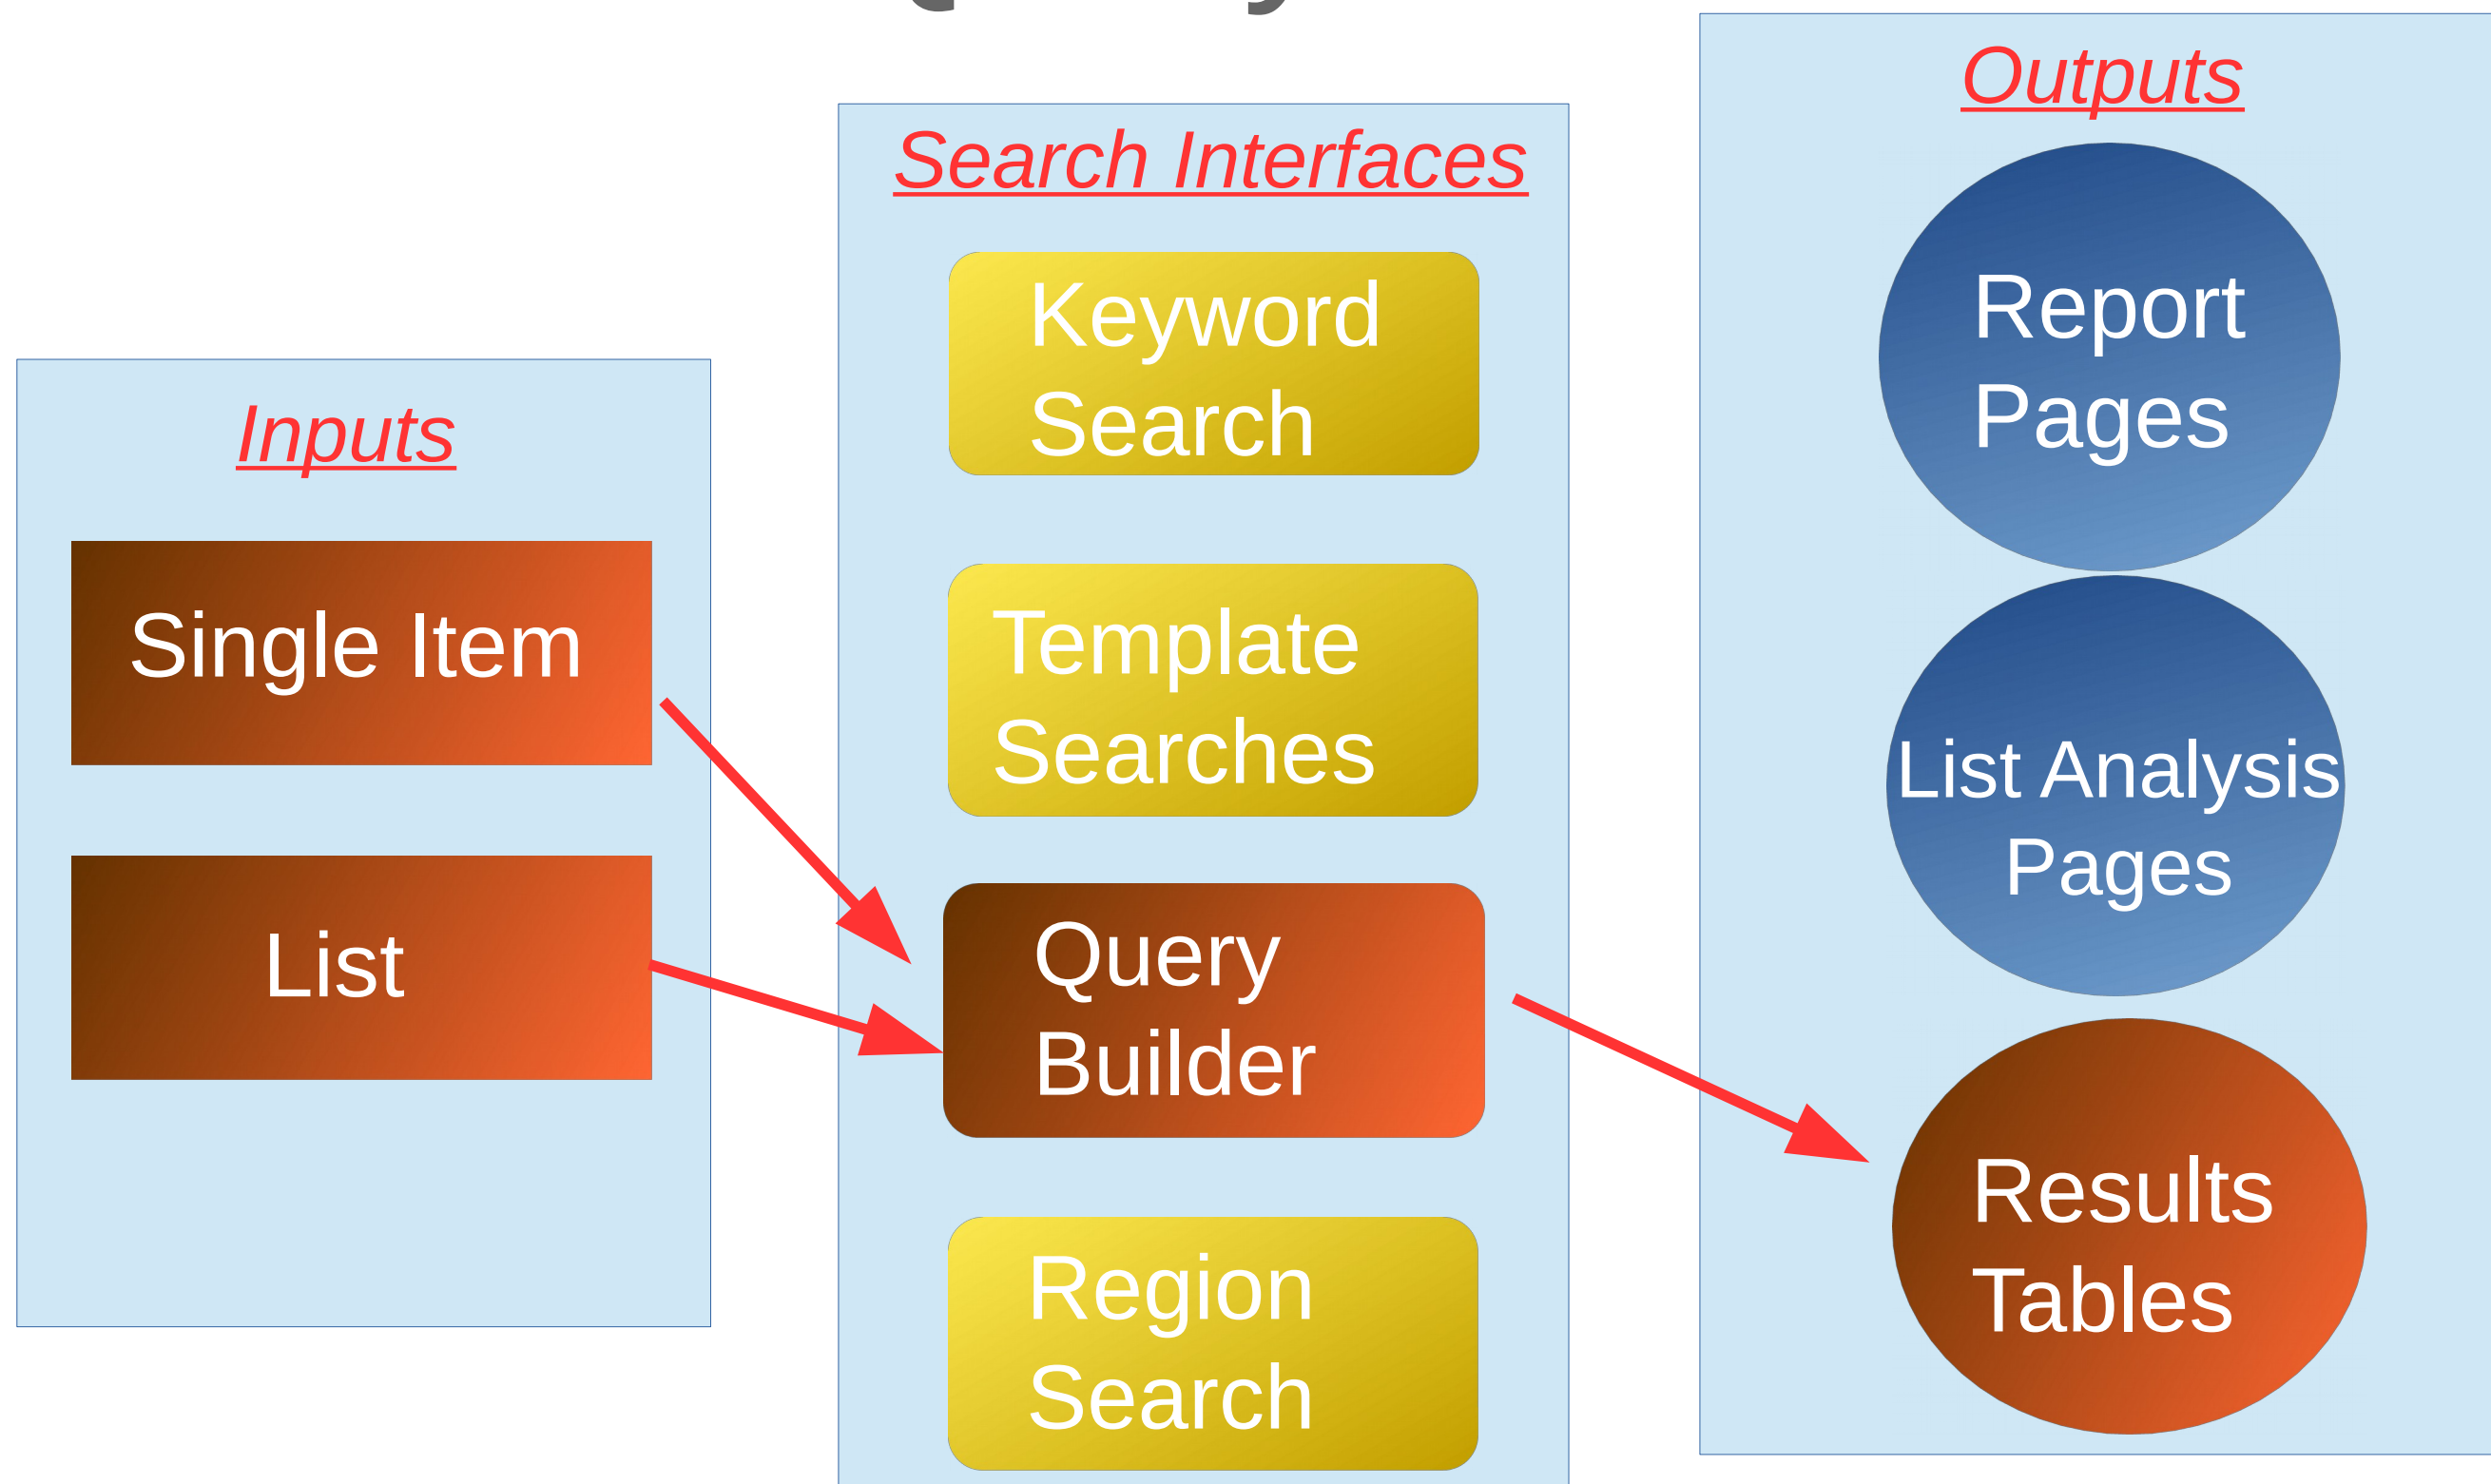 Inputs
Single Item
List
Search Interfaces
Keyword
Search
Template
Searches
Query
Builder
Region
Search
Outputs
Report
Pages
List Analysis
Pages
Results
Tables